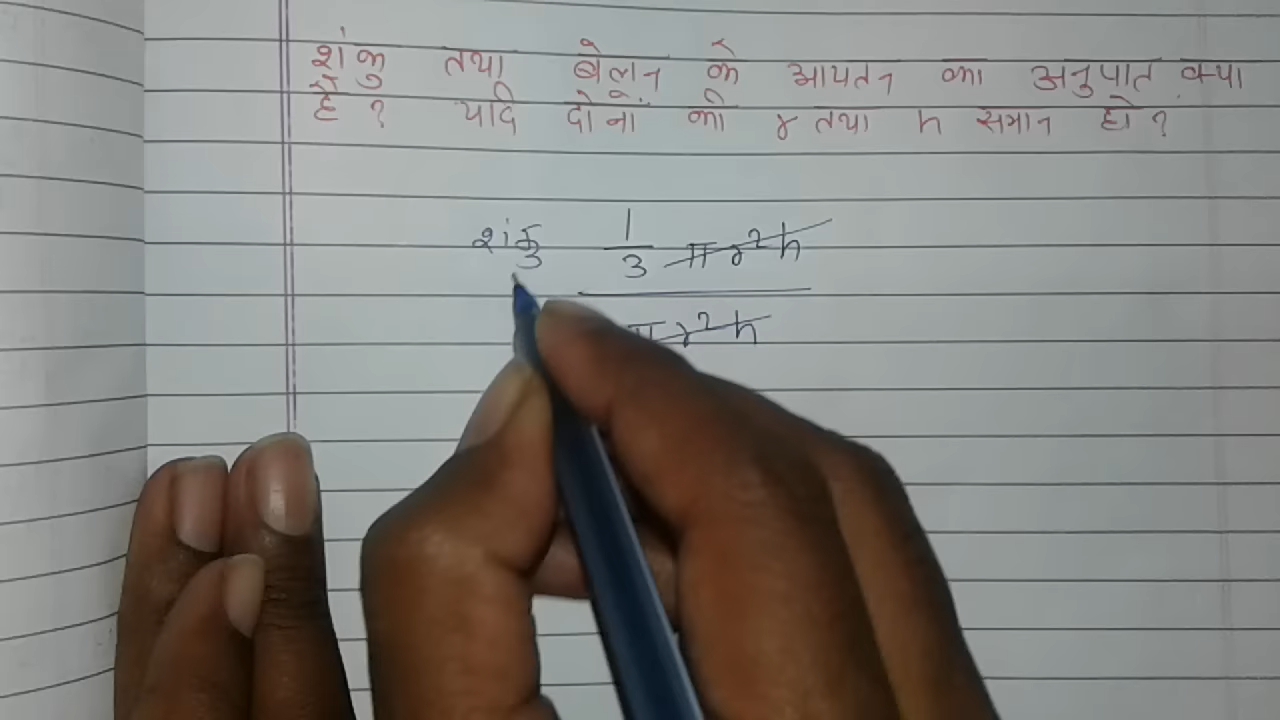 शंकु तथा बेलन के आयतन का अनुपात क्या
है ? यदि दोनों की r तथा h समान हो ?
शंकु 1/3 πr²h
πr²h